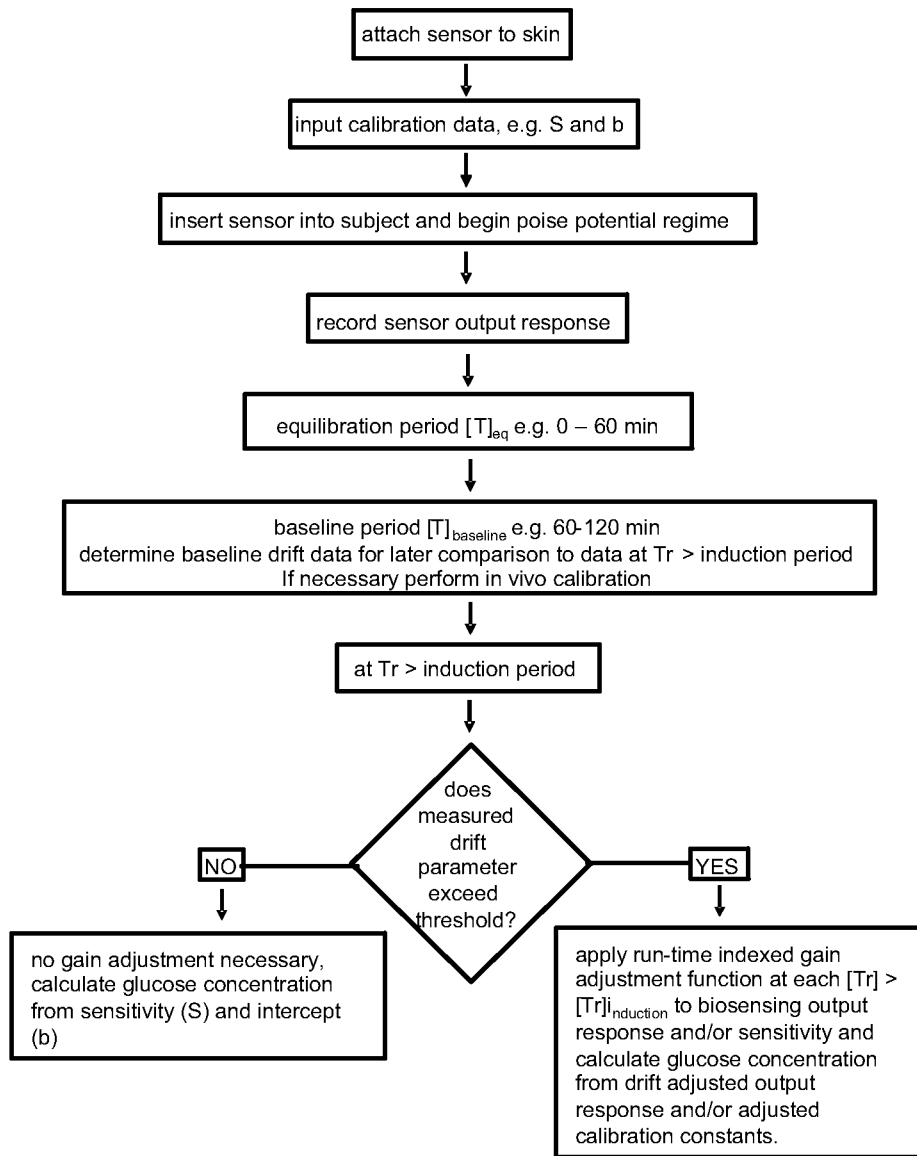 attach sensor to skin
input calibration data, e.g. S and b
insert sensor into subject and begin poise potential regime
record sensor output response
equilibration period [T]eq e.g. 0 – 60 min
baseline period [T]baseline e.g. 60-120 min
determine baseline drift data for later comparison to data at Tr > induction period
If necessary perform in vivo calibration
at Tr > induction period
does
measured
drift
parameter
exceed
threshold?
NO
YES
no gain adjustment necessary,
calculate glucose concentration
from sensitivity (S) and intercept
(b)
apply run-time indexed gain
adjustment function at each [Tr] >
[Tr]induction to biosensing output
response and/or sensitivity and
calculate glucose concentration
from drift adjusted output
response and/or adjusted
calibration constants.